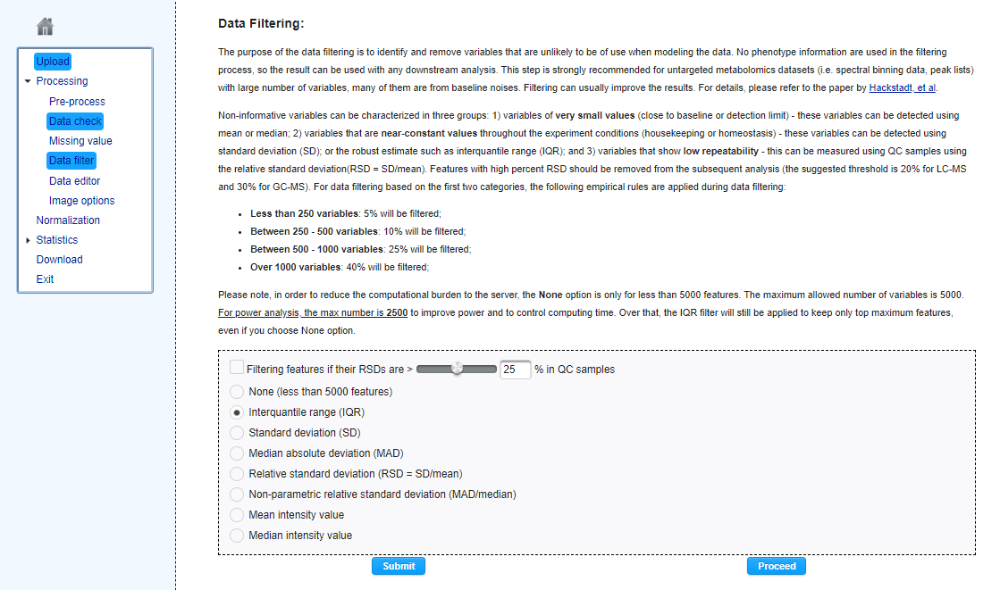 Upload
Processing
Pre-process
Data check
Missing value
Data filter
Data editor
Image options
Normalization
Statistics
Download
Exit
Data Filtering:
The purpose of the data filtering is to identify and remove variables that are unlikely to be of use when modeling the data. No phenotype information are used in the filtering
process, so the result can be used with any downstream analysis. This step is strongly recommended for untargeted metabolomics datasets (i.e. spectral binning data, peak lists)
with large number of variables, many of them are from baseline noises. Filtering can usually improve the results. For details, please refer to the paper by Hackstadt, et al.
Non-informative variables can be characterized in three groups: 1) variables of very small values (close to baseline or detection limit) - these variables can be detected using
mean or median; 2) variables that are near-constant values throughout the experiment conditions (housekeeping or homeostasis) - these variables can be detected using
standard deviation (SD); or the robust estimate such as interquantile range (IQR); and 3) variables that show low repeatability - this can be measured using QC samples using
the relative standard deviation(RSD = SD/mean). Features with high percent RSD should be removed from the subsequent analysis (the suggested threshold is 20% for LC-MS
and 30% for GC-MS). For data filtering based on the first two categories, the following empirical rules are applied during data filtering:
• Less than 250 variables: 5% will be filtered;
• Between 250 - 500 variables: 10% will be filtered;
• Between 500 - 1000 variables: 25% will be filtered;
• Over 1000 variables: 40% will be filtered;
Please note, in order to reduce the computational burden to the server, the None option is only for less than 5000 features. The maximum allowed number of variables is 5000.
For power analysis, the max number is 2500 to improve power and to control computing time. Over that, the IQR filter will still be applied to keep only top maximum features,
even if you choose None option.
Filtering features if their RSDs are > 25 % in QC samples
None (less than 5000 features)
Interquantile range (IQR)
Standard deviation (SD)
Median absolute deviation (MAD)
Relative standard deviation (RSD = SD/mean)
Non-parametric relative standard deviation (MAD/median)
Mean intensity value
Median intensity value
Submit Proceed